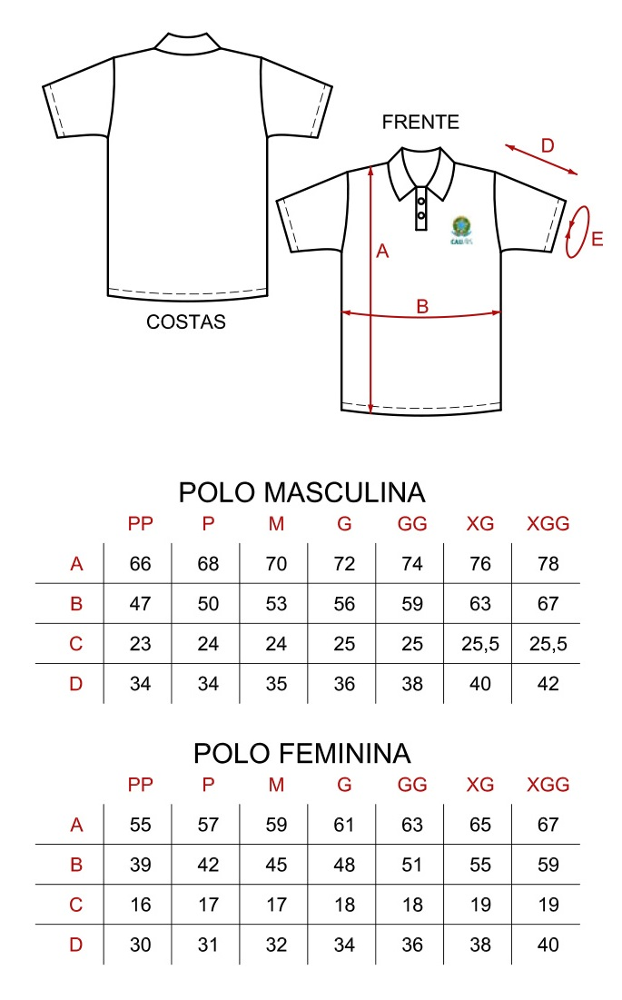 FRENTE
D
A
E
B
CAU/RS
COSTAS
POLO MASCULINA
PP P M G GG XG XGG
A 66 68 70 72 74 76 78
B 47 50 53 56 59 63 67
C 23 24 24 25 25 25,5 25,5
D 34 34 35 36 38 40 42
POLO FEMININA
PP P M G GG XG XGG
A 55 57 59 61 63 65 67
B 39 42 45 48 51 55 59
C 16 17 17 18 18 19 19
D 30 31 32 34 36 38 40